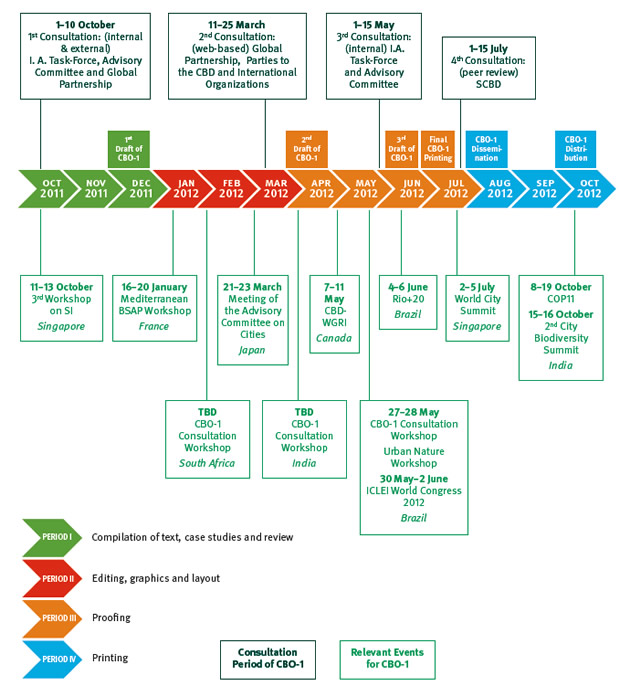 1–10 October
1st Consultation: (internal
& external)
I. A. Task-Force, Advisory
Committee and Global
Partnership
11–25 March
2nd Consultation:
(web-based) Global
Partnership, Parties to
the CBD and International
Organizations
1–15 May
3rd Consultation:
(internal) I.A.
Task-Force
and Advisory
Committee
1–15 July
4th Consultation:
(peer review)
SCBD
1st
Draft of
CBO-1
2nd
Draft of
CBO-1
3rd
Draft of
CBO-1
Final
CBO-1
Printing
CBO-1
Dissemi-
nation
CBO-1
Distri-
bution
OCT
2011
NOV
2011
DEC
2011
JAN
2012
FEB
2012
MAR
2012
APR
2012
MAY
2012
JUN
2012
JUL
2012
AUG
2012
SEP
2012
OCT
2012
11–13 October
3rd Workshop
on SI
Singapore
16–20 January
Mediterranean
BSAP Workshop
France
21–23 March
Meeting of
the Advisory
Committee on
Cities
Japan
7–11
May
CBD-
WGRI
Canada
4–6 June
Rio+20
Brazil
2–5 July
World City
Summit
Singapore
8–19 October
COP11
15–16 October
2nd City
Biodiversity
Summit
India
TBD
CBO-1
Consultation
Workshop
South Africa
TBD
CBO-1
Consultation
Workshop
India
27–28 May
CBO-1 Consultation
Workshop
Urban Nature
Workshop
30 May–2 June
ICLEI World Congress
2012
Brazil
PERIOD I
Compilation of text, case studies and review
PERIOD II
Editing, graphics and layout
PERIOD III
Proofing
PERIOD IV
Printing
Consultation
Period of CBO-1
Relevant Events
for CBO-1